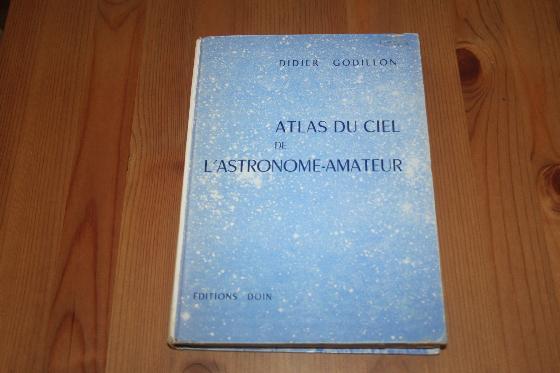 DIDIER GODILLON
ATLAS DU CIEL
DE
L'ASTRONOME-AMATEUR
EDITIONS DOIN